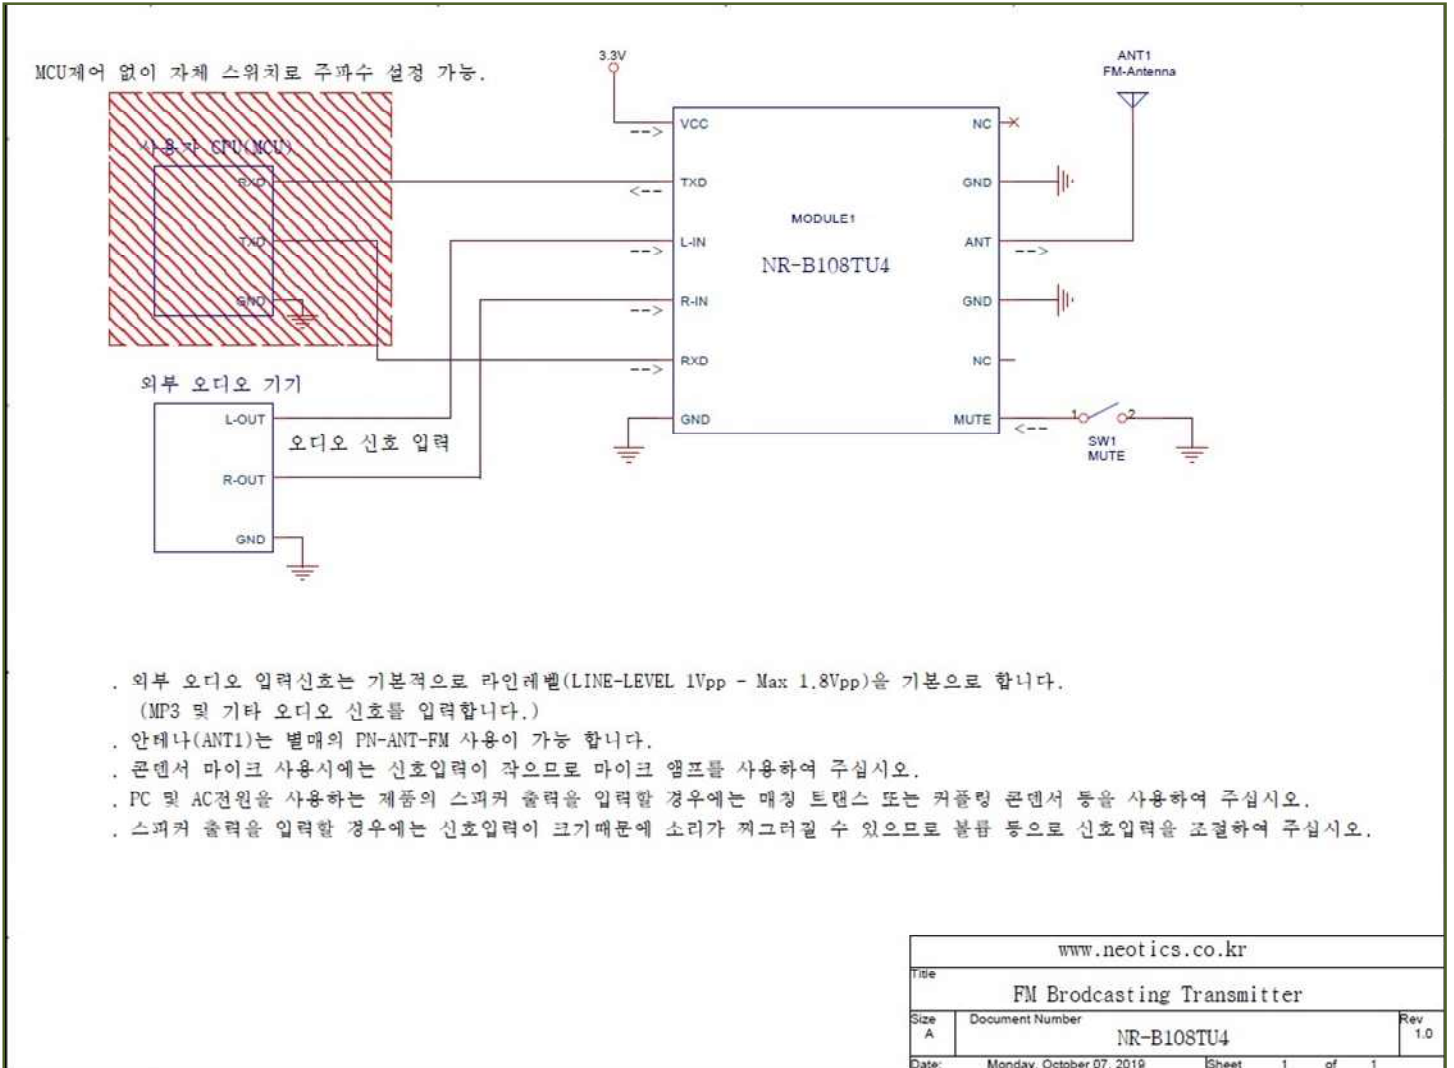 MCU제어 없이 자체 스위치로 주파수 설정 가능.
3.3V
ANT1
FM-Antenna
사용자 CPU(MCU)
RXD
TXD
GND
VCC
TXD
L-IN
R-IN
RXD
GND
MODULE1
NR-B108TU4
NC
GND
ANT
GND
NC
MUTE
-->
<--
-->
-->
-->
-->
<--
1
2
SW1
MUTE
외부 오디오 기기
L-OUT
오디오 신호 입력
R-OUT
GND
. 외부 오디오 입력신호는 기본적으로 라인레벨(LINE-LEVEL 1Vpp - Max 1.8Vpp)을 기본으로 합니다.
(MP3 및 기타 오디오 신호를 입력합니다.)
. 안테나(ANT1)는 별매의 PN-ANT-FM 사용이 가능 합니다.
. 콘덴서 마이크 사용시에는 신호입력이 작으므로 마이크 앰프를 사용하여 주십시오.
. PC 및 AC전원을 사용하는 제품의 스피커 출력을 입력할 경우에는 매칭 트랜스 또는 커플링 콘덴서 등을 사용하여 주십시오.
. 스피커 출력을 입력할 경우에는 신호입력이 크기때문에 소리가 찌그러질 수 있으므로 볼륨 등으로 신호입력을 조절하여 주십시오.
www.neotics.co.kr
Title
FM Brodcasting Transmitter
Size
A
Document Number
NR-B108TU4
Rev
1.0
Date: Monday, October 07, 2019 Sheet 1 of 1